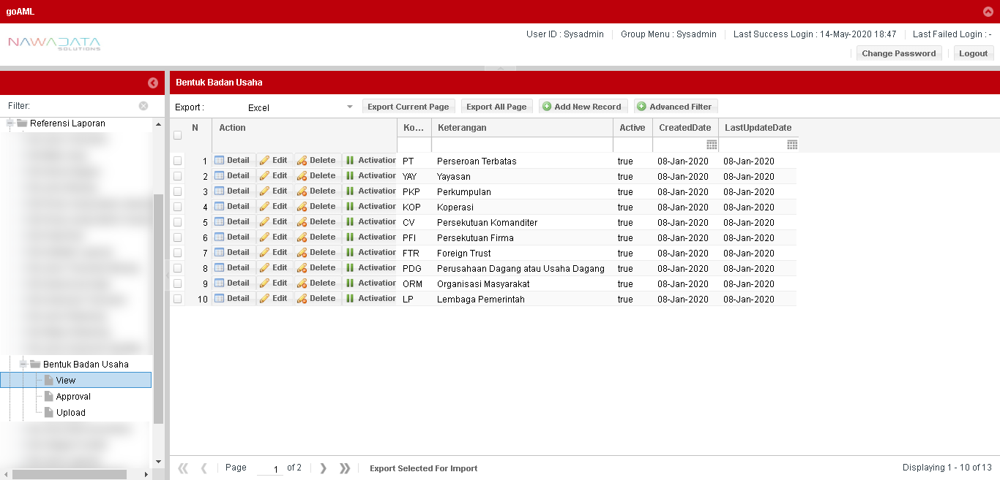 goAML
NAWADATA
SOLUTIONS
User ID : Sysadmin
Group Menu : Sysadmin
Last Success Login : 14-May-2020 18:47
Last Failed Login : -
Change Password
Logout
Filter:
Referensi Laporan
Bentuk Badan Usaha
View
Approval
Upload
Bentuk Badan Usaha
Export :
Excel
Export Current Page
Export All Page
Add New Record
Advanced Filter
N Action Ko... Keterangan Active CreatedDate LastUpdateDate
1 Detail Edit Delete Activation PT Perseroan Terbatas true 08-Jan-2020 08-Jan-2020
2 Detail Edit Delete Activation YAY Yayasan true 08-Jan-2020 08-Jan-2020
3 Detail Edit Delete Activation PKP Perkumpulan true 08-Jan-2020 08-Jan-2020
4 Detail Edit Delete Activation KOP Koperasi true 08-Jan-2020 08-Jan-2020
5 Detail Edit Delete Activation CV Persekutuan Komanditer true 08-Jan-2020 08-Jan-2020
6 Detail Edit Delete Activation PFI Persekutuan Firma true 08-Jan-2020 08-Jan-2020
7 Detail Edit Delete Activation FTR Foreign Trust true 08-Jan-2020 08-Jan-2020
8 Detail Edit Delete Activation PDG Perusahaan Dagang atau Usaha Dagang true 08-Jan-2020 08-Jan-2020
9 Detail Edit Delete Activation ORM Organisasi Masyarakat true 08-Jan-2020 08-Jan-2020
10 Detail Edit Delete Activation LP Lembaga Pemerintah true 08-Jan-2020 08-Jan-2020
Page 1 of 2
Export Selected For Import
Displaying 1 - 10 of 13